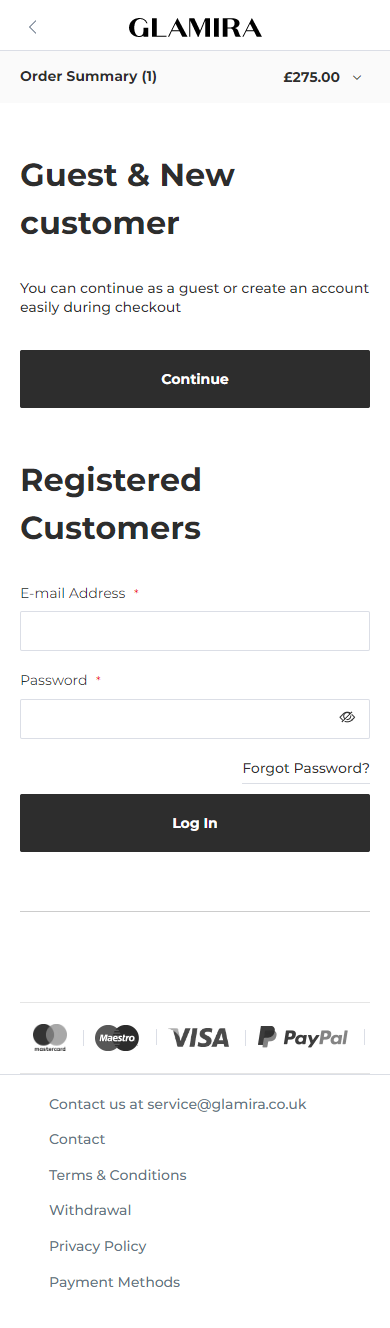 GLAMIRA
Order Summary (1) £275.00
Guest & New
customer
You can continue as a guest or create an account
easily during checkout
Continue
Registered
Customers
E-mail Address *
Password *
Forgot Password?
Log In
mastercard Maestro VISA PayPal
Contact us at service@glamira.co.uk
Contact
Terms & Conditions
Withdrawal
Privacy Policy
Payment Methods